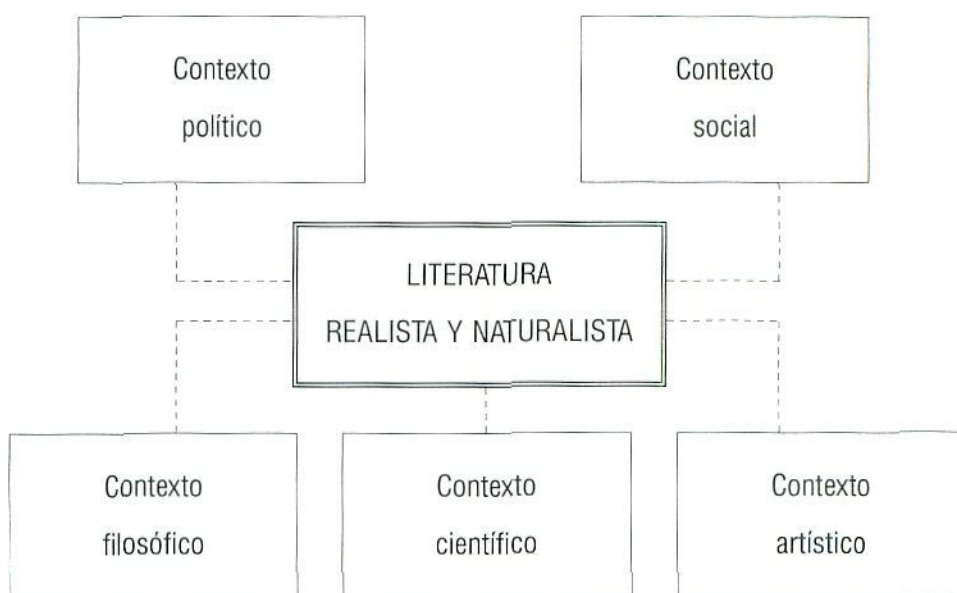 Contexto
político
Contexto
social
LITERATURA
REALISTA Y NATURALISTA
Contexto
filosófico
Contexto
científico
Contexto
artístico